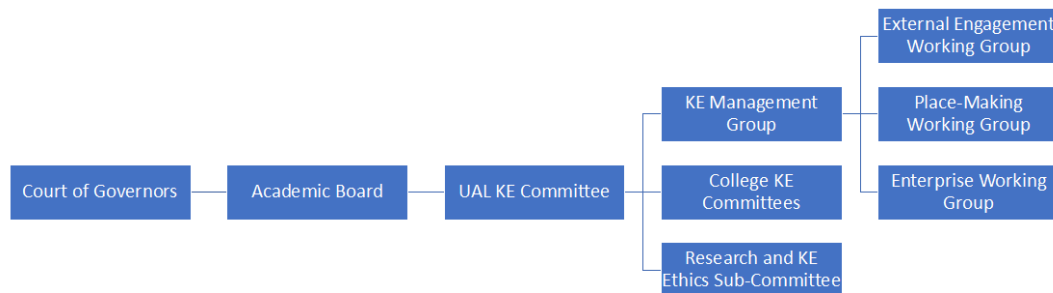 External Engagement
Working Group
KE Management
Group
Place-Making
Working Group
Court of Governors
Academic Board
UAL KE Committee
College KE
Committees
Enterprise Working
Group
Research and KE
Ethics Sub-Committee